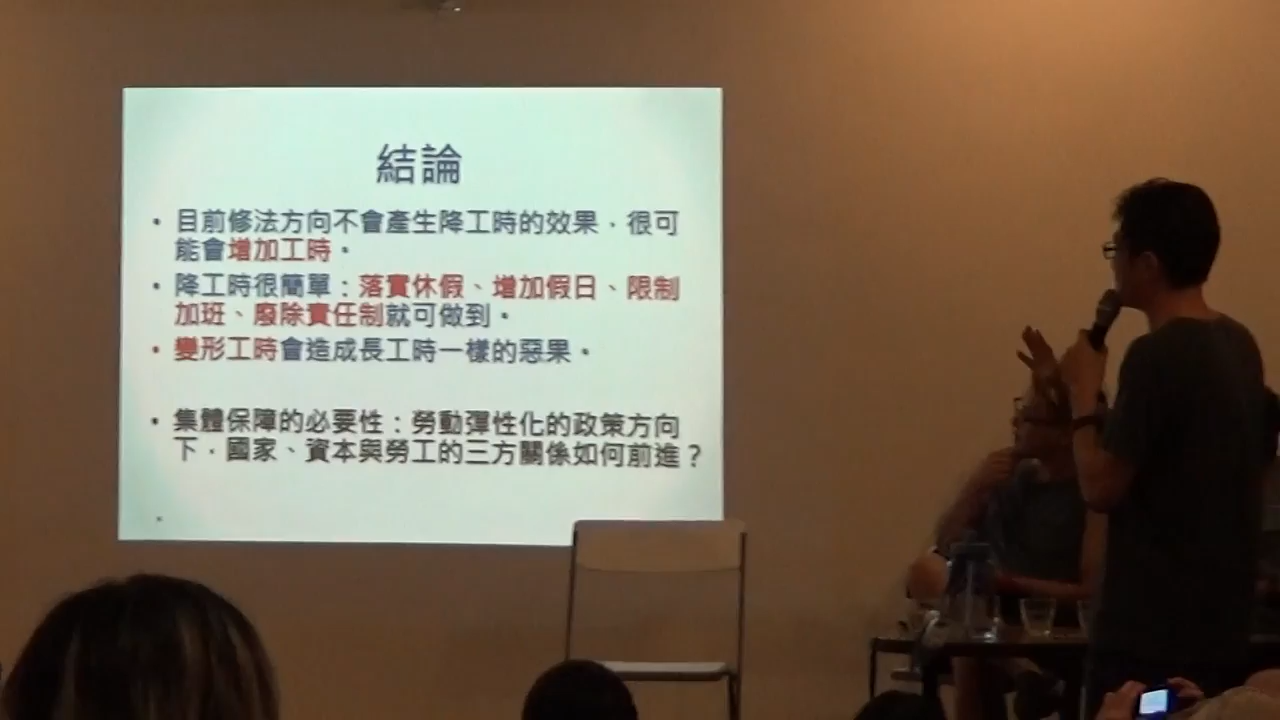 結論
• 目前修法方向不會產生降工時的效果，很可
能會增加工時。
• 降工時很簡單：落實休假、增加假日、限制
加班、廢除責任制就可做到。
• 變形工時會造成長工時一樣的惡果。
• 集體保障的必要性：勞動彈性化的政策方向
下，國家、資本與勞工的三方關係如何前進？